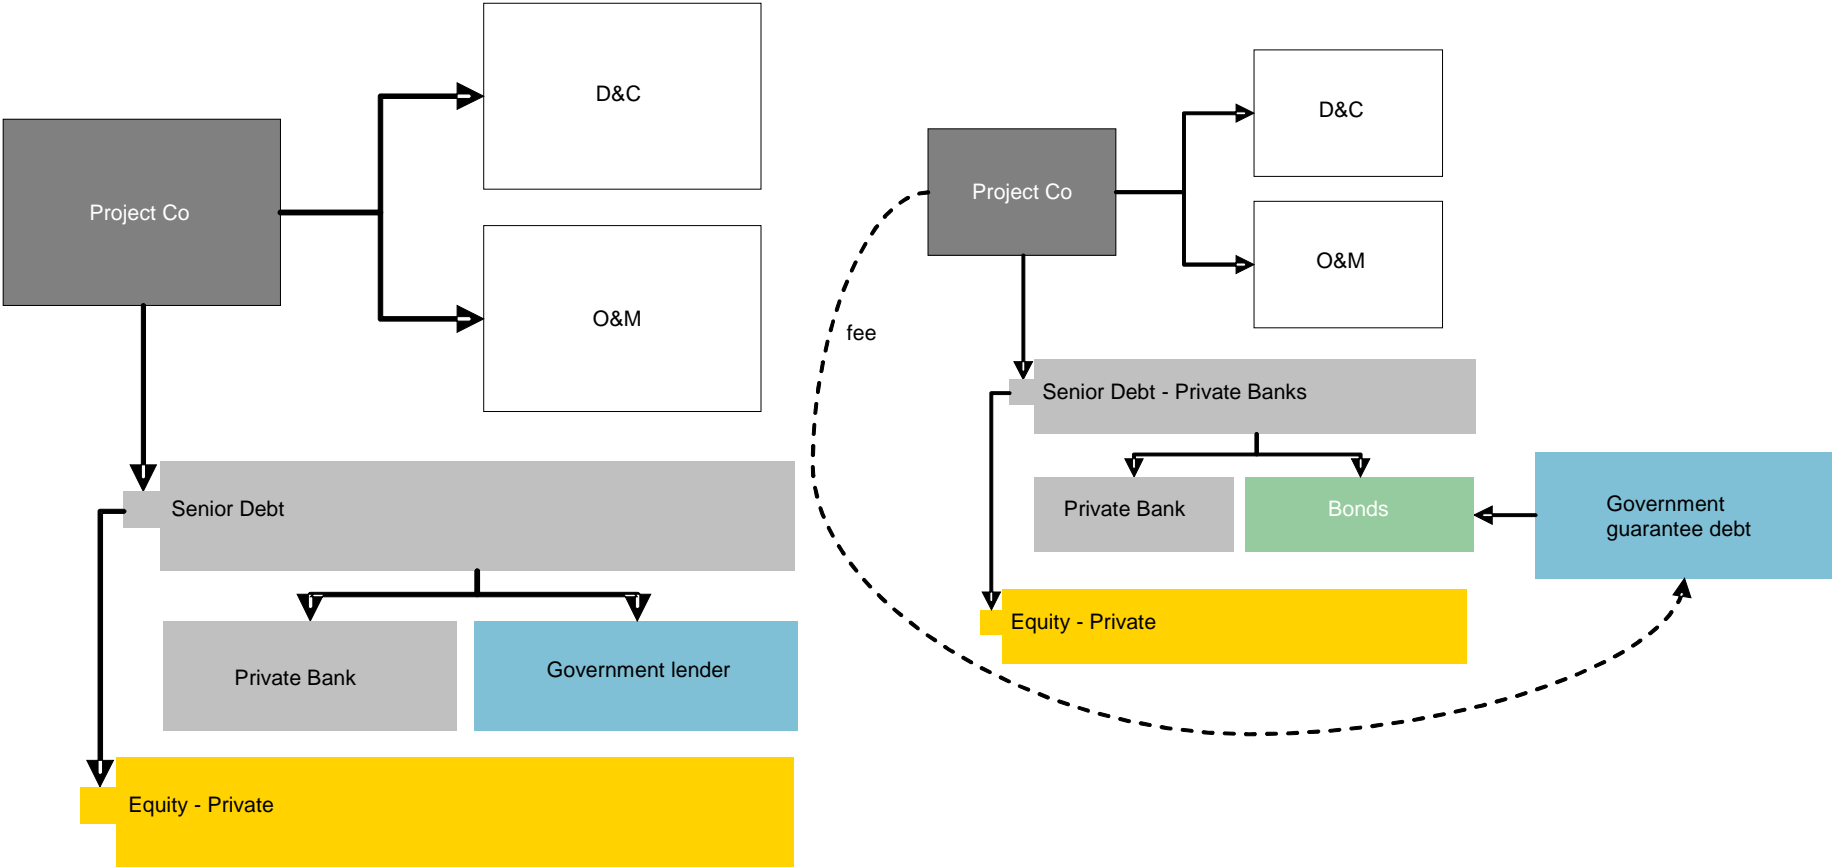 D&C
Project Co
O&M
Senior Debt
Private Bank
Government lender
Equity - Private
D&C
Project Co
O&M
fee
Senior Debt - Private Banks
Private Bank
Bonds
Government
guarantee debt
Equity - Private